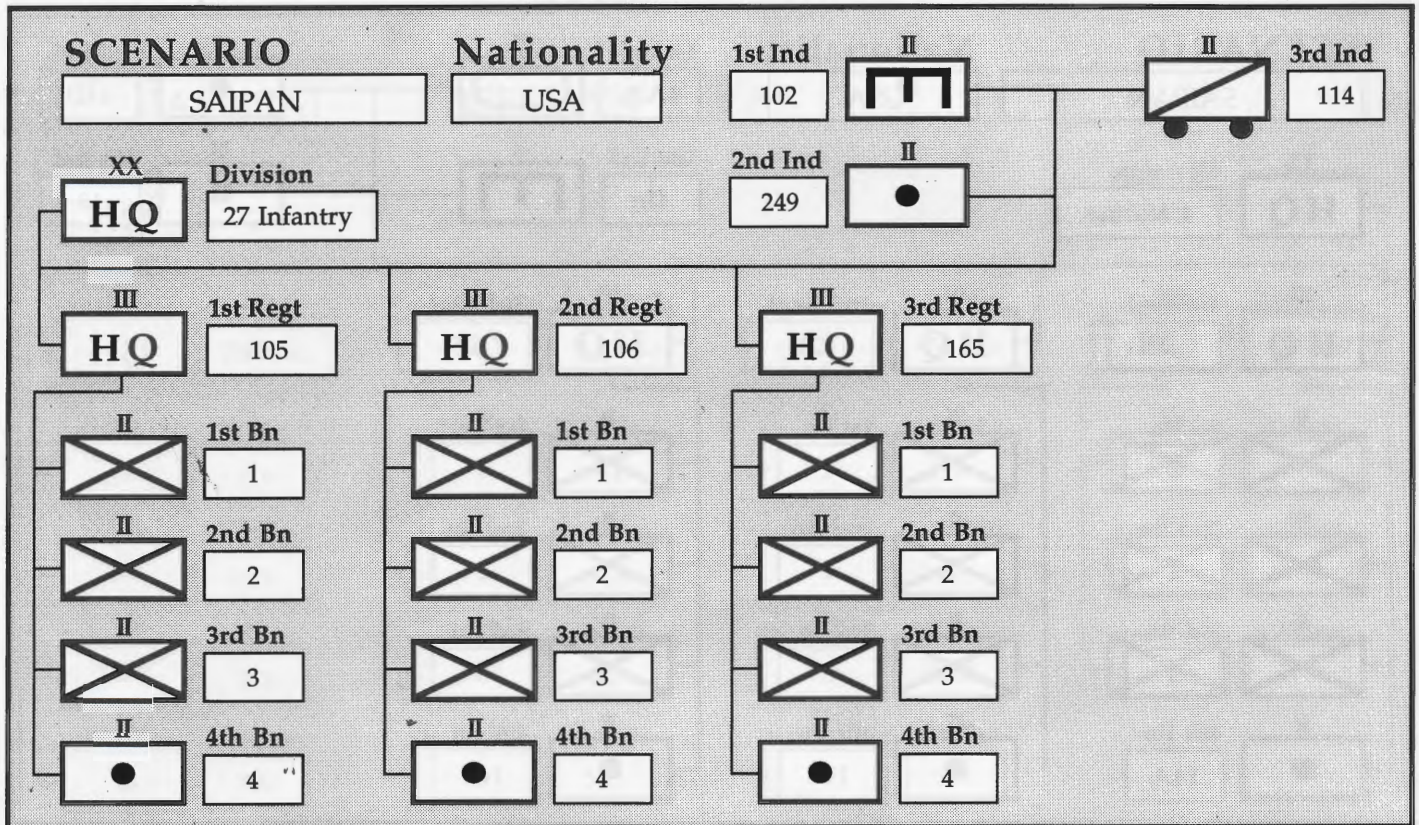 SCENARIO
SAIPAN
Nationality
USA
1st Ind
102
II
II
3rd Ind
114
2nd Ind
249
II
XX
HQ
Division
27 Infantry
III
HQ
1st Regt
105
III
HQ
2nd Regt
106
III
HQ
3rd Regt
165
II
1st Bn
1
II
1st Bn
1
II
1st Bn
1
II
2nd Bn
2
II
2nd Bn
2
II
2nd Bn
2
II
3rd Bn
3
II
3rd Bn
3
II
3rd Bn
3
II
4th Bn
4
II
4th Bn
4
II
4th Bn
4